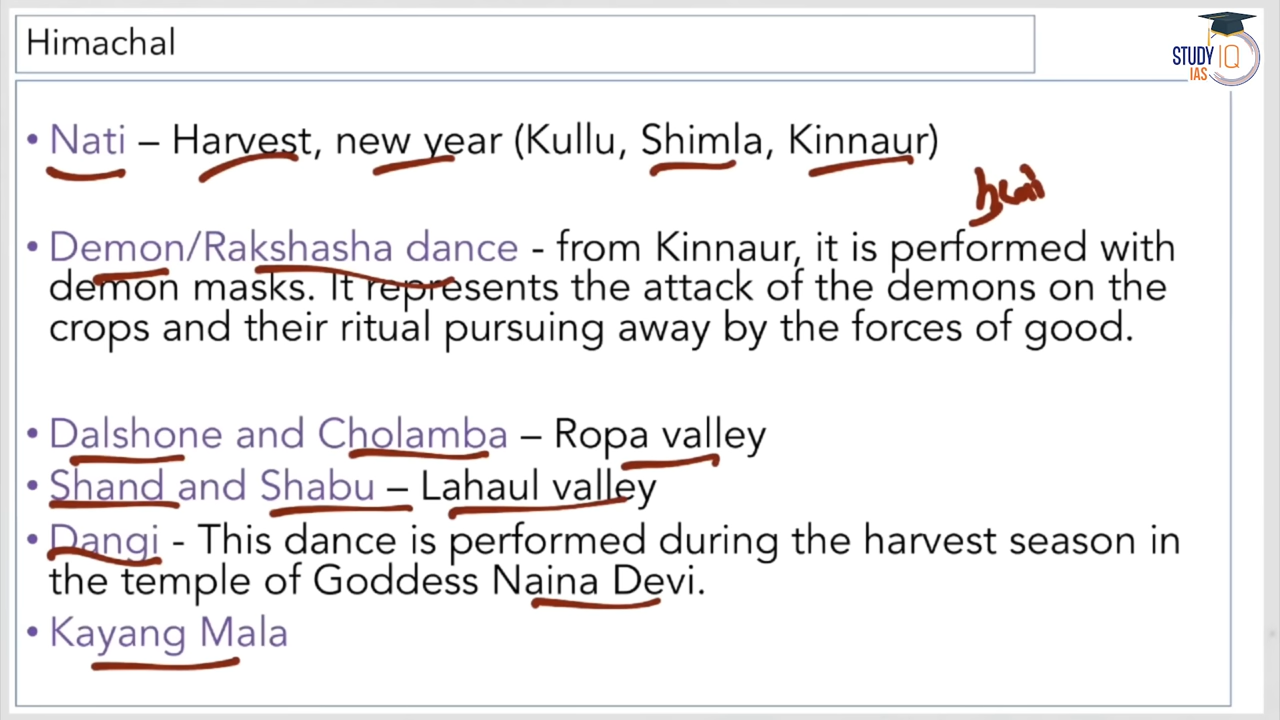 Himachal
STUDY IQ
IAS
• Nati – Harvest, new year (Kullu, Shimla, Kinnaur)
• Demon/Rakshasha dance - from Kinnaur, it is performed with
demon masks. It represents the attack of the demons on the
crops and their ritual pursuing away by the forces of good.
• Dalshone and Cholamba – Ropa valley
• Shand and Shabu – Lahaul valley
• Dangi - This dance is performed during the harvest season in
the temple of Goddess Naina Devi.
• Kayang Mala